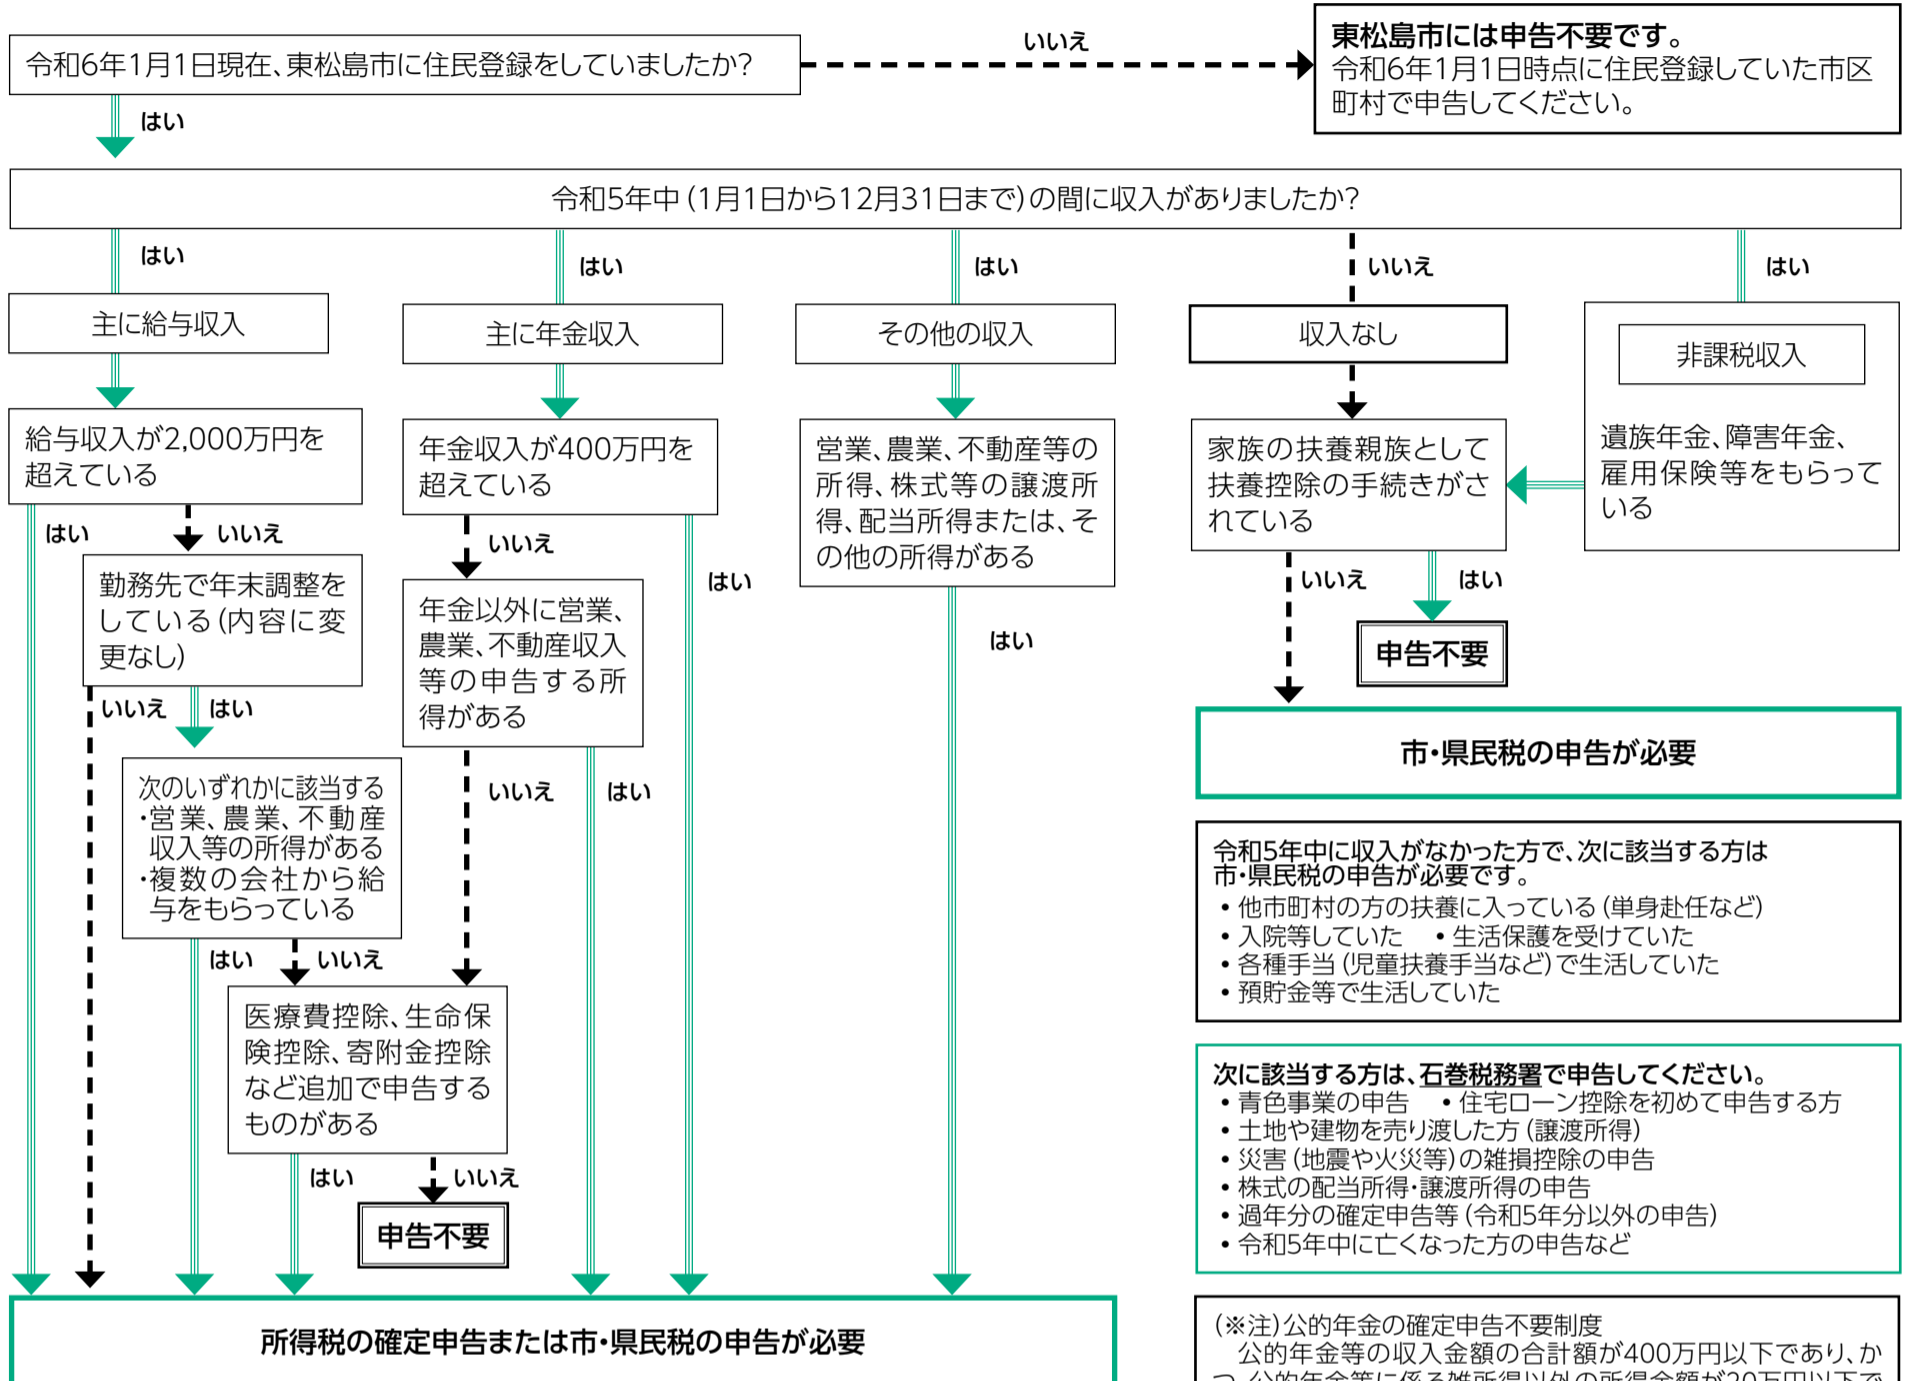 令和6年1月1日現在、東松島市に住民登録をしていましたか?
いいえ
東松島市には申告不要です。
令和6年1月1日時点に住民登録していた市区
町村で申告してください。
はい
令和5年中(1月1日から12月31日まで)の間に収入がありましたか?
はい
はい
はい
いいえ
はい
主に給与収入
主に年金収入
その他の収入
収入なし
非課税収入
遺族年金、障害年金、
雇用保険等をもらって
いる
給与収入が2,000万円を
超えている
はい
いいえ
勤務先で年末調整を
している(内容に変
更なし)
いいえ
はい
次のいずれかに該当する
・営業、農業、不動産
収入等の所得がある
・複数の会社から給
与をもらっている
はい
いいえ
年金収入が400万円を
超えている
いいえ
はい
年金以外に営業、
農業、不動産収入
等の申告する所
得がある
いいえ
はい
医療費控除、生命保
険控除、寄附金控除
など追加で申告する
ものがある
はい
いいえ
申告不要
営業、農業、不動産等の
所得、株式等の譲渡所
得、配当所得または、そ
の他の所得がある
はい
所得税の確定申告または市・県民税の申告が必要
家族の扶養親族として
扶養控除の手続きがさ
れている
いいえ
はい
申告不要
市・県民税の申告が必要
令和5年中に収入がなかった方で、次に該当する方は
市・県民税の申告が必要です。
• 他市町村の方の扶養に入っている(単身赴任など)
• 入院等していた • 生活保護を受けていた
• 各種手当(児童扶養手当など)で生活していた
• 預貯金等で生活していた
次に該当する方は、石巻税務署で申告してください。
• 青色事業の申告 • 住宅ローン控除を初めて申告する方
• 土地や建物を売り渡した方(譲渡所得)
• 災害(地震や火災等)の雑損控除の申告
• 株式の配当所得・譲渡所得の申告
• 過年分の確定申告等(令和5年分以外の申告)
• 令和5年中に亡くなった方の申告など
(※注)公的年金の確定申告不要制度
公的年金等の収入金額の合計額が400万円以下であり、か
つ、公的年金等に係る雑所得以外の所得金額が20万円以下で